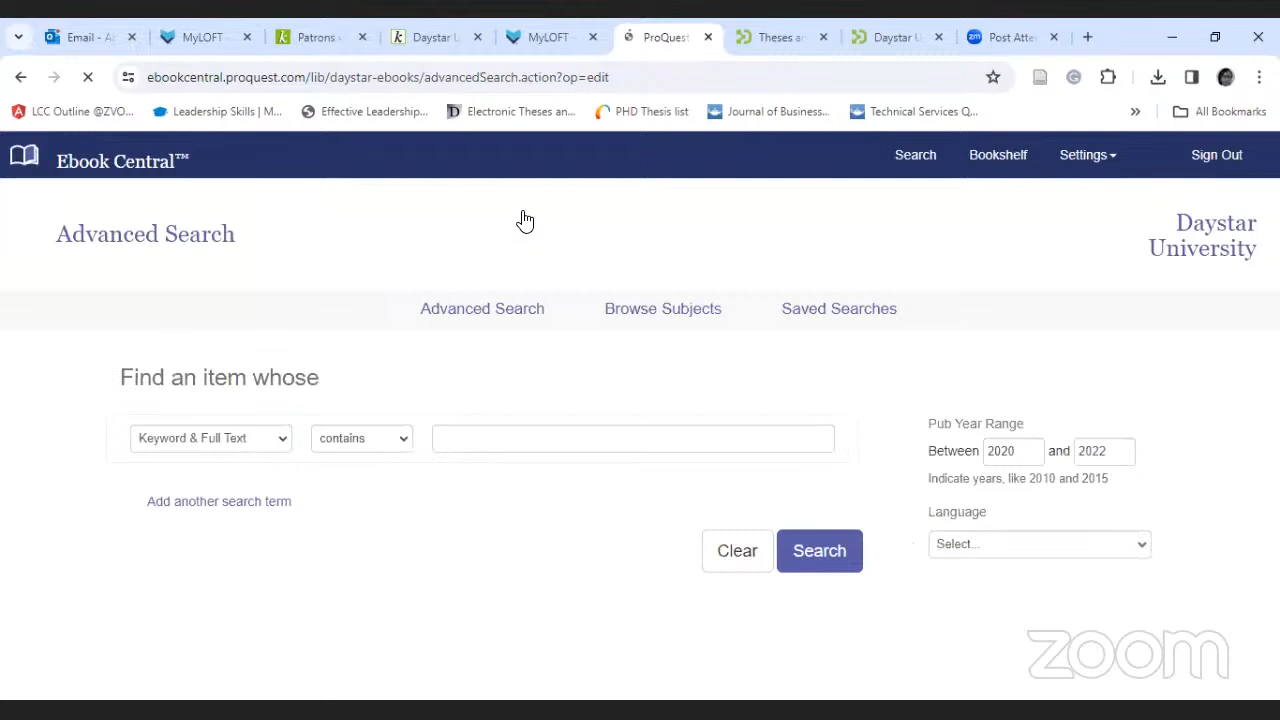 Email - A
MyLOFT -
Patrons
Daystar U
MyLOFT -
ProQuest
Theses a
Daystar U
Post Atte
ebookcentral.proquest.com/lib/daystar-ebooks/advancedSearch.action?op=edit
LCC Outline @ZVO...
Leadership Skills | M...
Effective Leadership...
Electronic Theses an...
PHD Thesis list
Journal of Business...
Technical Services Q...
»
All Bookmarks
Ebook Central™
Search
Bookshelf
Settings
Sign Out
Advanced Search
Daystar
University
Advanced Search
Browse Subjects
Saved Searches
Find an item whose
Keyword & Full Text
contains
Pub Year Range
Between 2020 and 2022
Indicate years, like 2010 and 2015
Add another search term
Language
Clear
Search
Select...
zoom